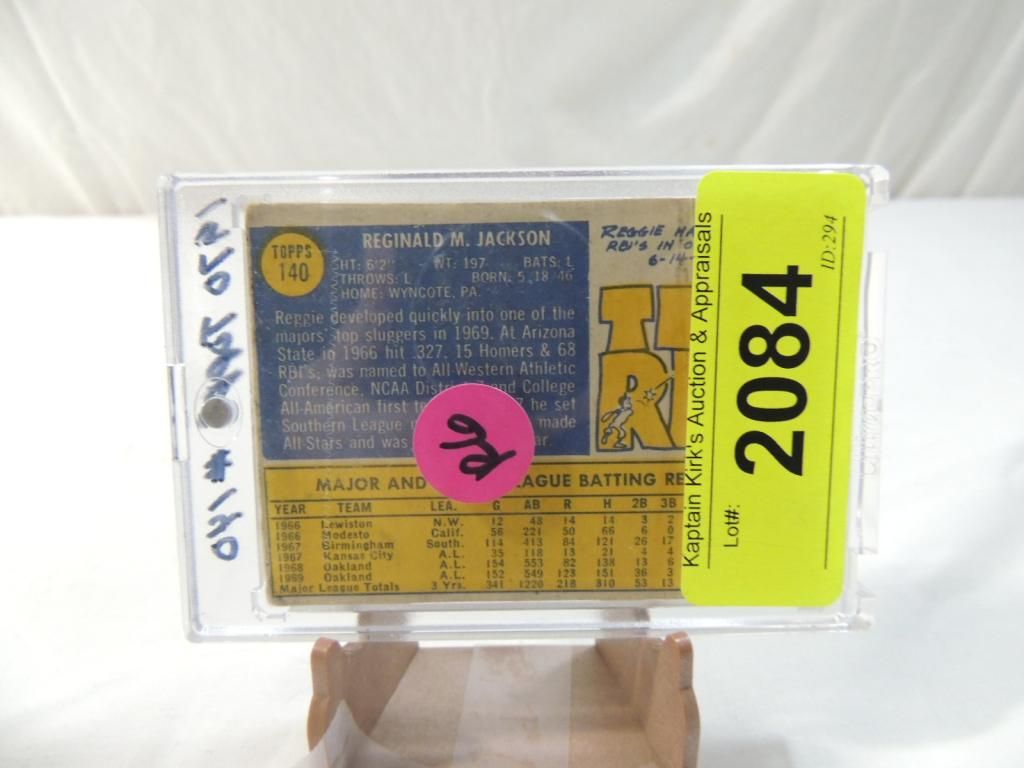 TOPPS
140
REGINALD M. JACKSON
HT: 6'2" WT: 197 BATS: L
THROWS: L BORN: 5, 18 '46
HOME: WYNCOTE, PA.
Reggie developed quickly into one of the
majors' top sluggers in 1969. At Arizona
State in 1966 hit .327. 15 Homers & 68
RBI's, was named to All-Western Athletic
Conference, NCAA and College
All-American first he set
Southern League made
All-Stars and was
REGGIE
RBI'S IN
6-14-
MAJOR AND LEAGUE BATTING
YEAR TEAM LEA. G AB R H 2B 3B
1966 Lewiston N.W. 12 48 14 14 3 2
1966 Modesto Calif. 56 221 50 66 6 0
1967 Birmingham South. 114 413 84 121 26 17
1967 Kansas City A.L. 35 118 13 21 4 4
1968 Oakland A.L. 154 553 82 138 13 6
1969 Oakland A.L. 152 549 123 151 36 3
Major League Totals 3 Yrs. 341 1220 218 310 53 13
Kaptain Kirk's Auction & Appraisals
Lot#:
2084
ID:294
# 140